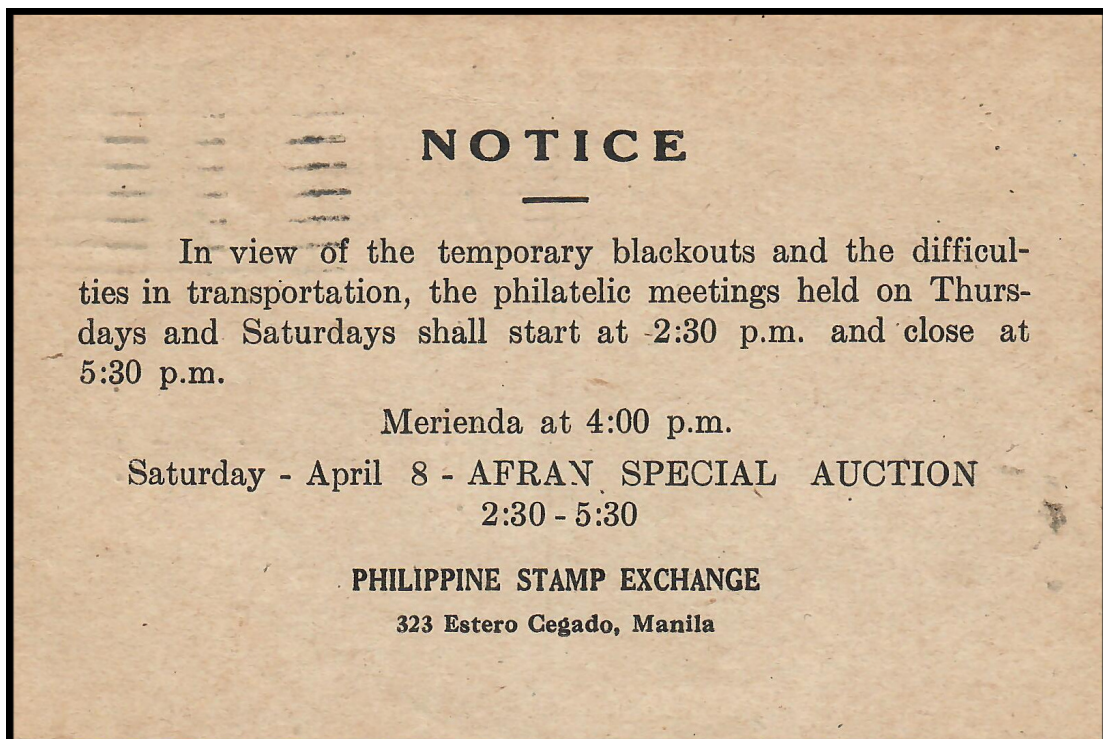 NOTICE
In view of the temporary blackouts and the difficul-
ties in transportation, the philatelic meetings held on Thurs-
days and Saturdays shall start at 2:30 p.m. and close at
5:30 p.m.
Merienda at 4:00 p.m.
Saturday - April 8 - AFRAN SPECIAL AUCTION
2:30 - 5:30
PHILIPPINE STAMP EXCHANGE
323 Estero Cegado, Manila